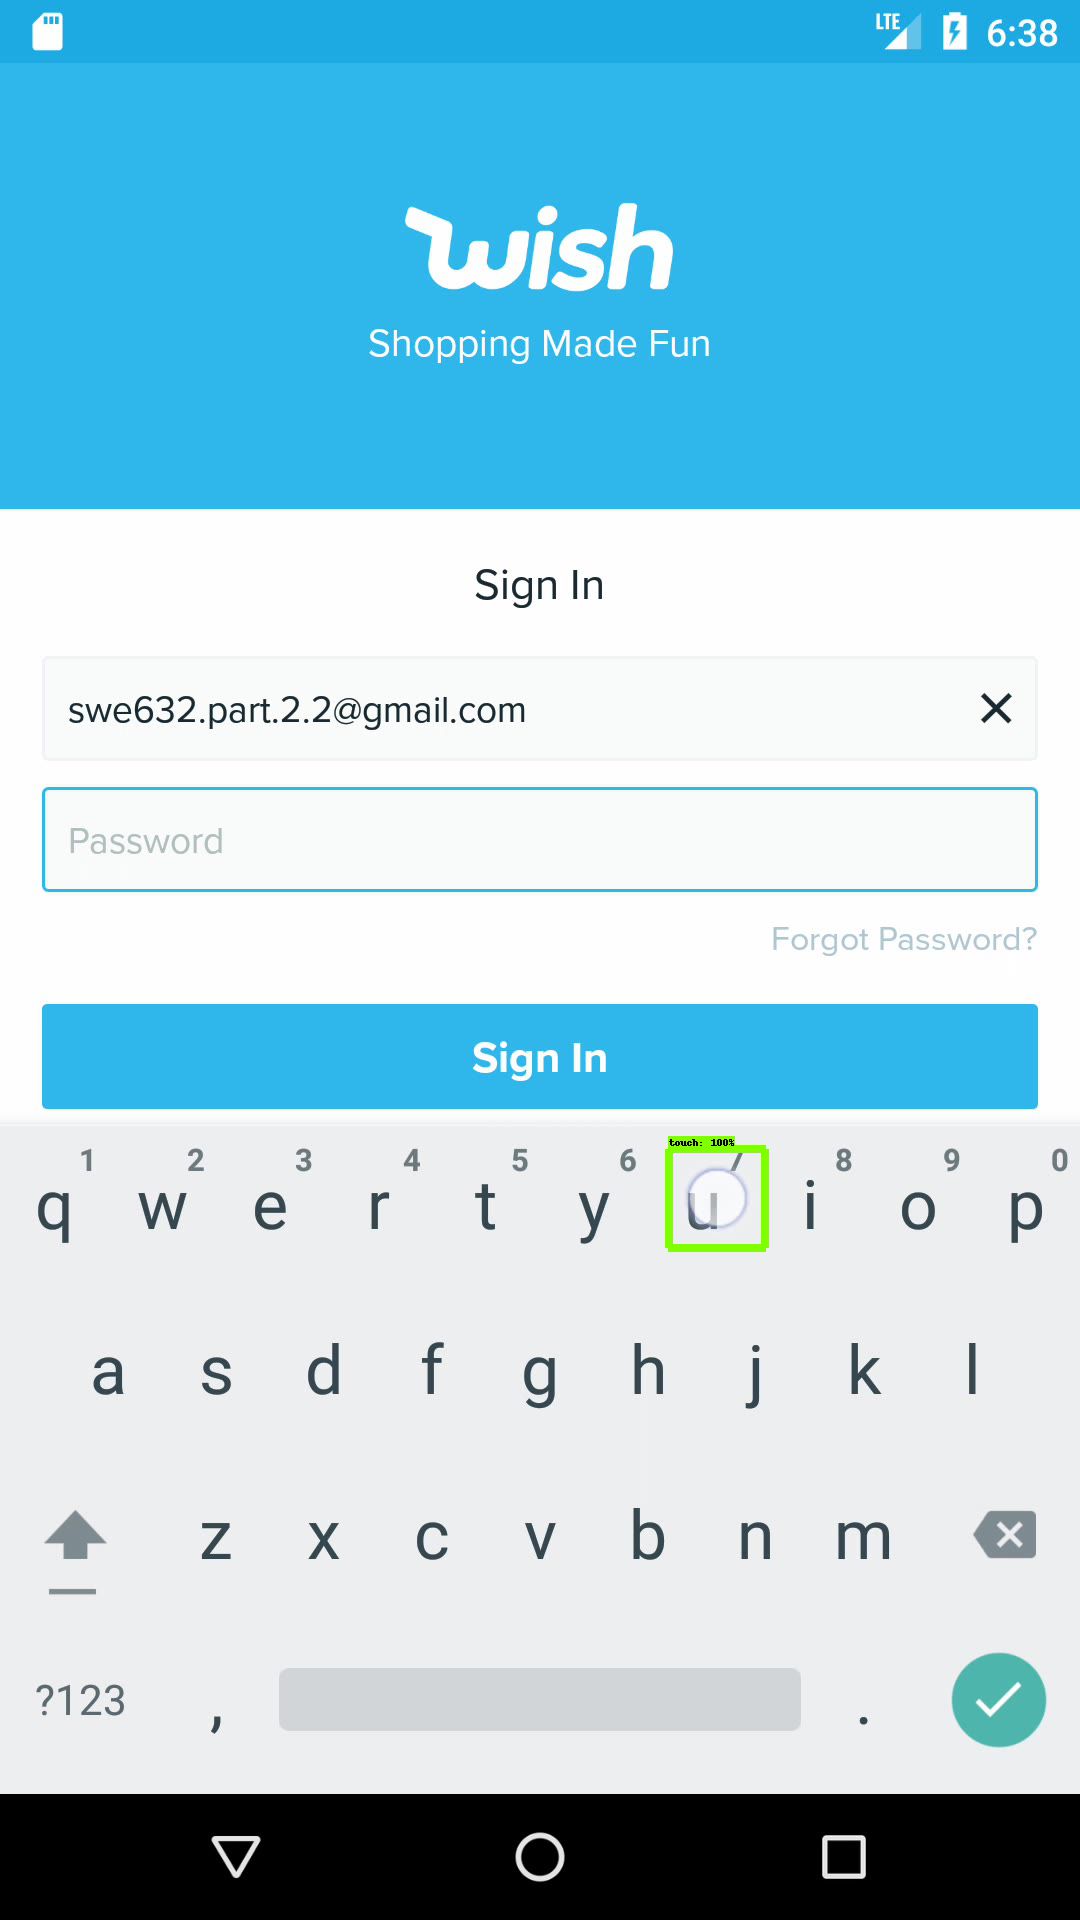 LTE 6:38
wish
Shopping Made Fun
Sign In
swe632.part.2.2@gmail.com
Password
Forgot Password?
Sign In
touch: 100%
1 2 3 4 5 6 7 8 9 0
q w e r t y u i o p
a s d f g h j k l
z x c v b n m
?123 , .